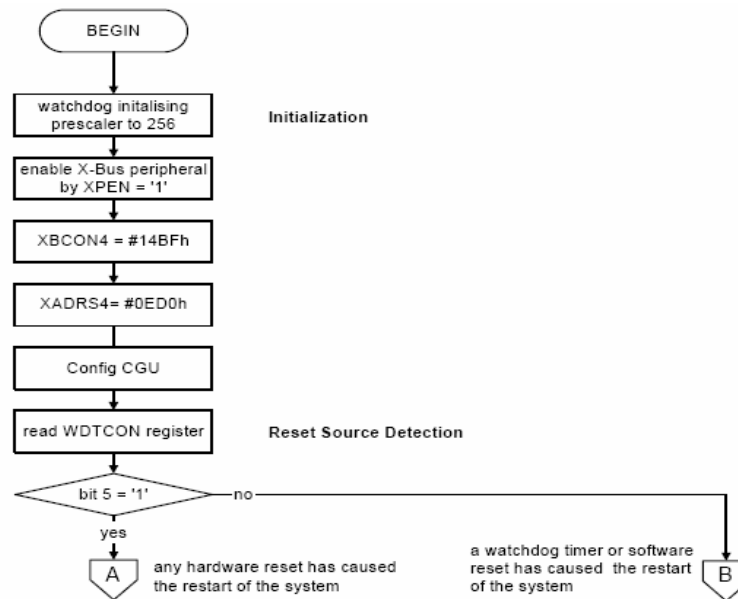 BEGIN
watchdog initalising
prescaler to 256
Initialization
enable X-Bus peripheral
by XPEN = '1'
XBCON4 = #14BFh
XADRS4= #0ED0h
Config CGU
read WDTCON register
Reset Source Detection
bit 5 = '1'
no
yes
A
any hardware reset has caused
the restart of the system
a watchdog timer or software
reset has caused the restart
of the system
B